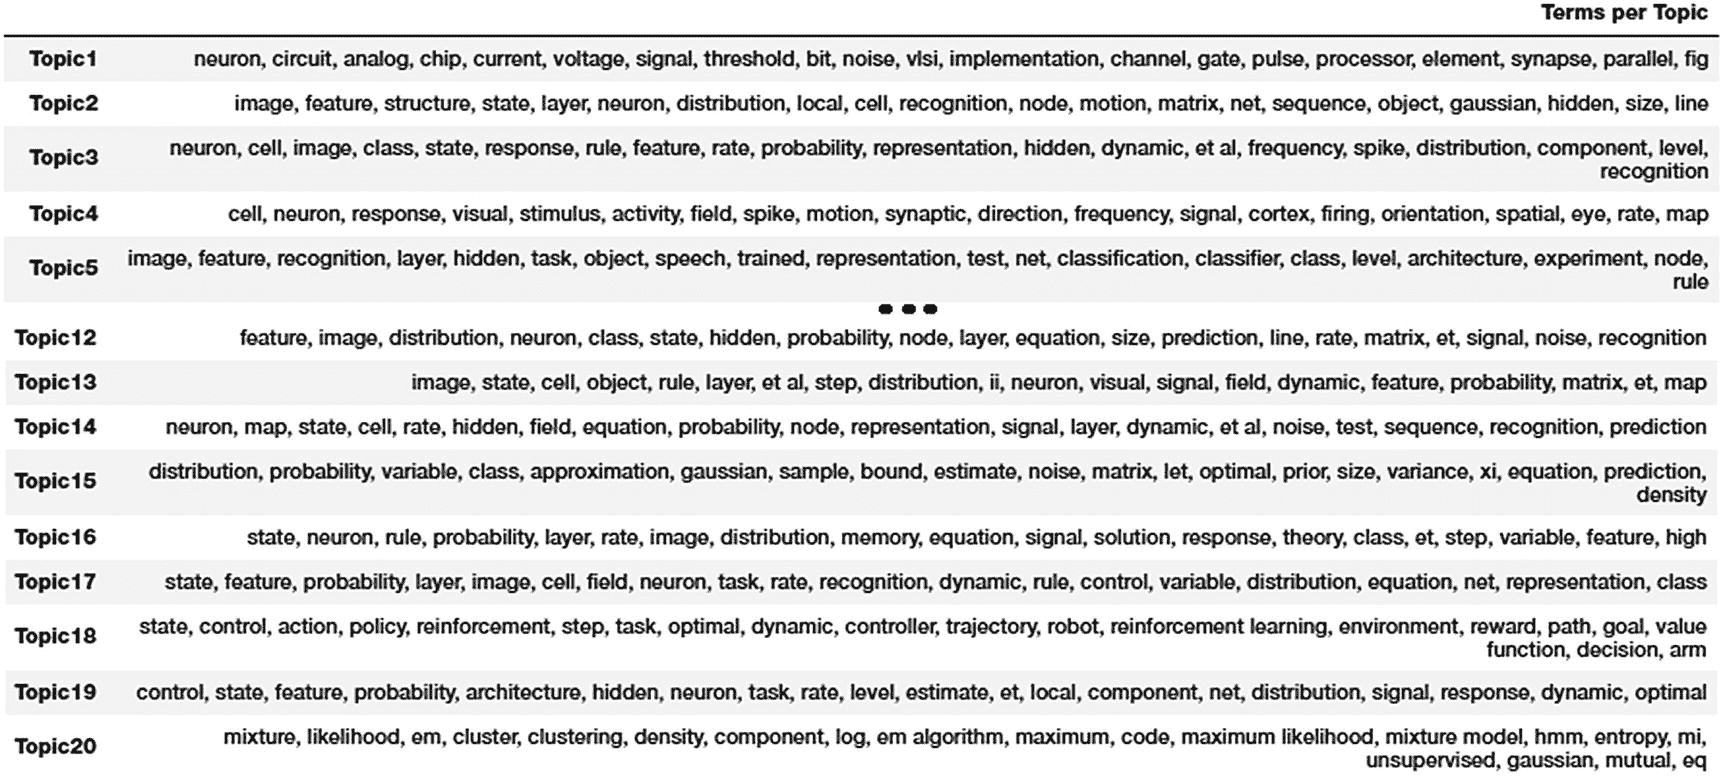 Terms per Topic
Topic1 neuron, circuit, analog, chip, current, voltage, signal, threshold, bit, noise, vlsi, implementation, channel, gate, pulse, processor, element, synapse, parallel, fig
Topic2 image, feature, structure, state, layer, neuron, distribution, local, cell, recognition, node, motion, matrix, net, sequence, object, gaussian, hidden, size, line
Topic3 neuron, cell, image, class, state, response, rule, feature, rate, probability, representation, hidden, dynamic, et al, frequency, spike, distribution, component, level,
recognition
Topic4 cell, neuron, response, visual, stimulus, activity, field, spike, motion, synaptic, direction, frequency, signal, cortex, firing, orientation, spatial, eye, rate, map
Topic5 image, feature, recognition, layer, hidden, task, object, speech, trained, representation, test, net, classification, classifier, class, level, architecture, experiment, node,
rule
Topic12 feature, image, distribution, neuron, class, state, hidden, probability, node, layer, equation, size, prediction, line, rate, matrix, et, signal, noise, recognition
Topic13 image, state, cell, object, rule, layer, et al, step, distribution, ii, neuron, visual, signal, field, dynamic, feature, probability, matrix, et, map
Topic14 neuron, map, state, cell, rate, hidden, field, equation, probability, node, representation, signal, layer, dynamic, et al, noise, test, sequence, recognition, prediction
Topic15 distribution, probability, variable, class, approximation, gaussian, sample, bound, estimate, noise, matrix, let, optimal, prior, size, variance, xi, equation, prediction,
density
Topic16 state, neuron, rule, probability, layer, rate, image, distribution, memory, equation, signal, solution, response, theory, class, et, step, variable, feature, high
Topic17 state, feature, probability, layer, image, cell, field, neuron, task, rate, recognition, dynamic, rule, control, variable, distribution, equation, net, representation, class
Topic18 state, control, action, policy, reinforcement, step, task, optimal, dynamic, controller, trajectory, robot, reinforcement learning, environment, reward, path, goal, value
function, decision, arm
Topic19 control, state, feature, probability, architecture, hidden, neuron, task, rate, level, estimate, et, local, component, net, distribution, signal, response, dynamic, optimal
Topic20 mixture, likelihood, em, cluster, clustering, density, component, log, em algorithm, maximum, code, maximum likelihood, mixture model, hmm, entropy, mi,
unsupervised, gaussian, mutual, eq